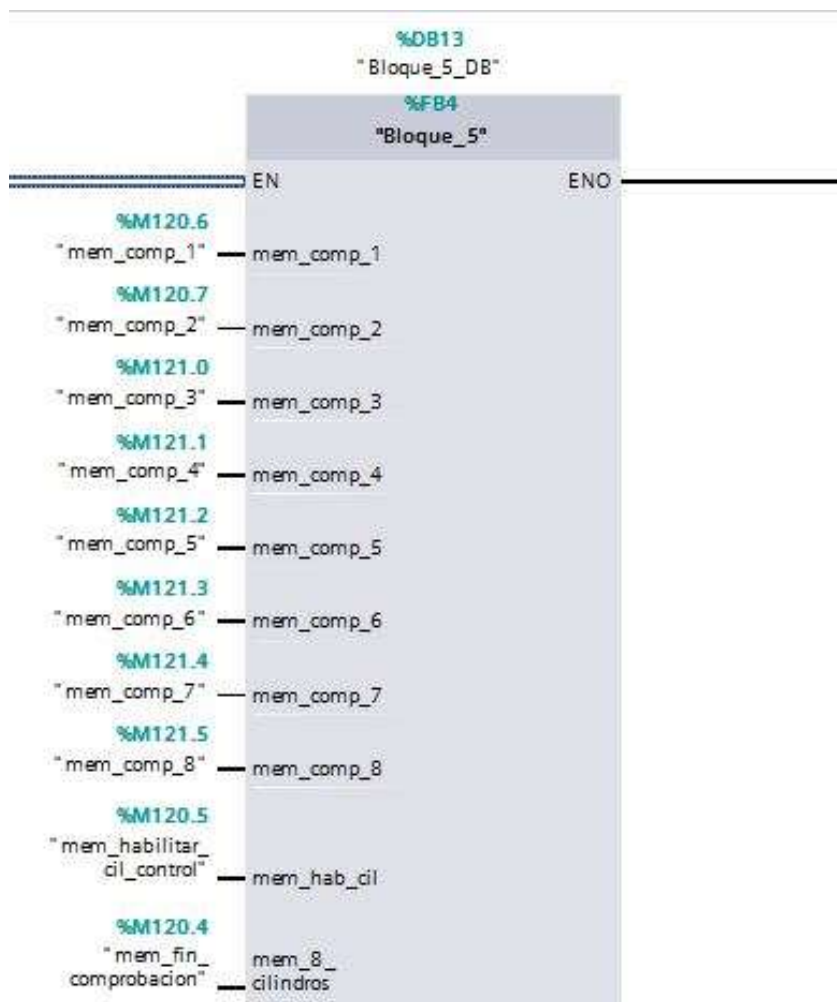 %DB13
"Bloque_5_DB"
%FB4
"Bloque_5"
EN ENO
%M120.6
"mem_comp_1" mem_comp_1
%M120.7
"mem_comp_2" mem_comp_2
%M121.0
"mem_comp_3" mem_comp_3
%M121.1
"mem_comp_4" mem_comp_4
%M121.2
"mem_comp_5" mem_comp_5
%M121.3
"mem_comp_6" mem_comp_6
%M121.4
"mem_comp_7" mem_comp_7
%M121.5
"mem_comp_8" mem_comp_8
%M120.5
"mem_habilitar_
cil_control" mem_hab_cil
%M120.4
"mem_fin_ mem_8_
comprobacion" cilindros